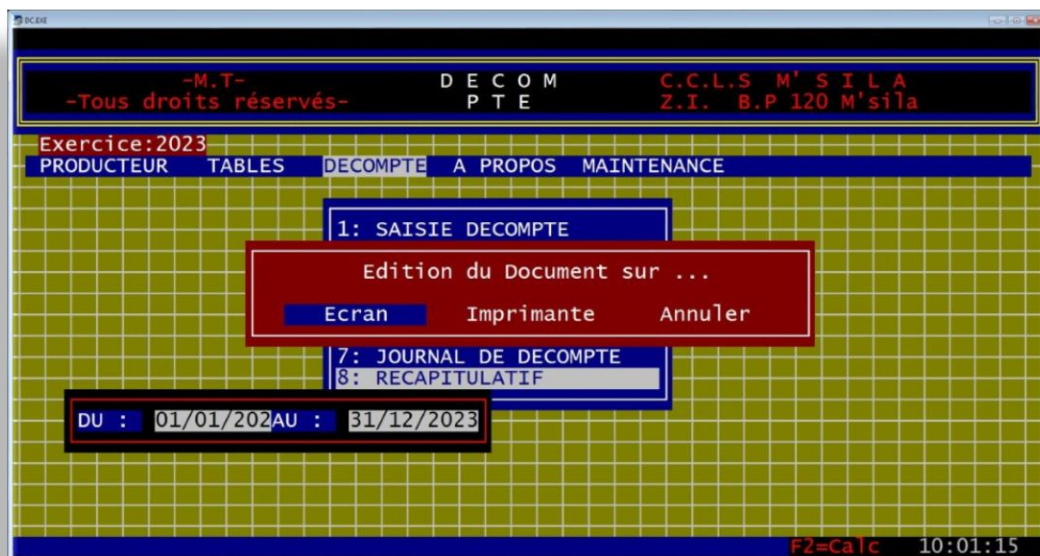 DC.EXE
-M.T- D E C O M C.C.L.S M' S I L A
-Tous droits réservés- P T E Z.I. B.P 120 M'sila
Exercice:2023
PRODUCTEUR TABLES DECOMPTE A PROPOS MAINTENANCE
1: SAISIE DECOMPTE
Edition du Document sur ...
Ecran Imprimante Annuler
7: JOURNAL DE DECOMPTE
8: RECAPITULATIF
DU : 01/01/202AU : 31/12/2023
F2=Calc 10:01:15